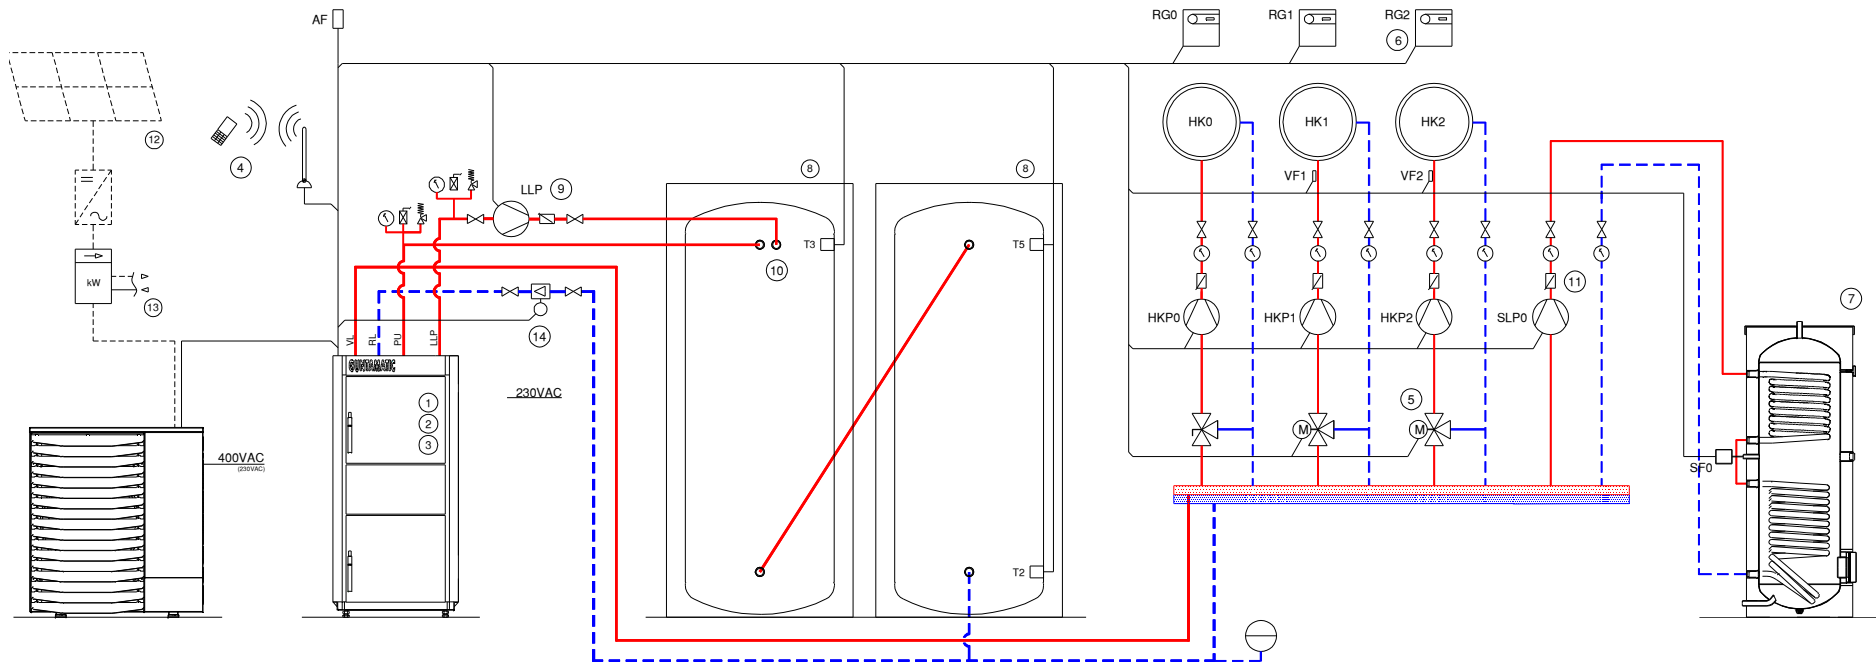 AF
RG0
RG1
RG2
6
12
4
HK0
HK1
HK2
8
8
LLP
9
VF1
VF2
T3
T5
10
11
kW
13
14
HKP0
HKP1
HKP2
SLP0
7
VL
RL
PU
LLP
GUNTAMATIC
230VAC
1
2
3
5
M
M
400VAC
(230VAC)
SF0
T2